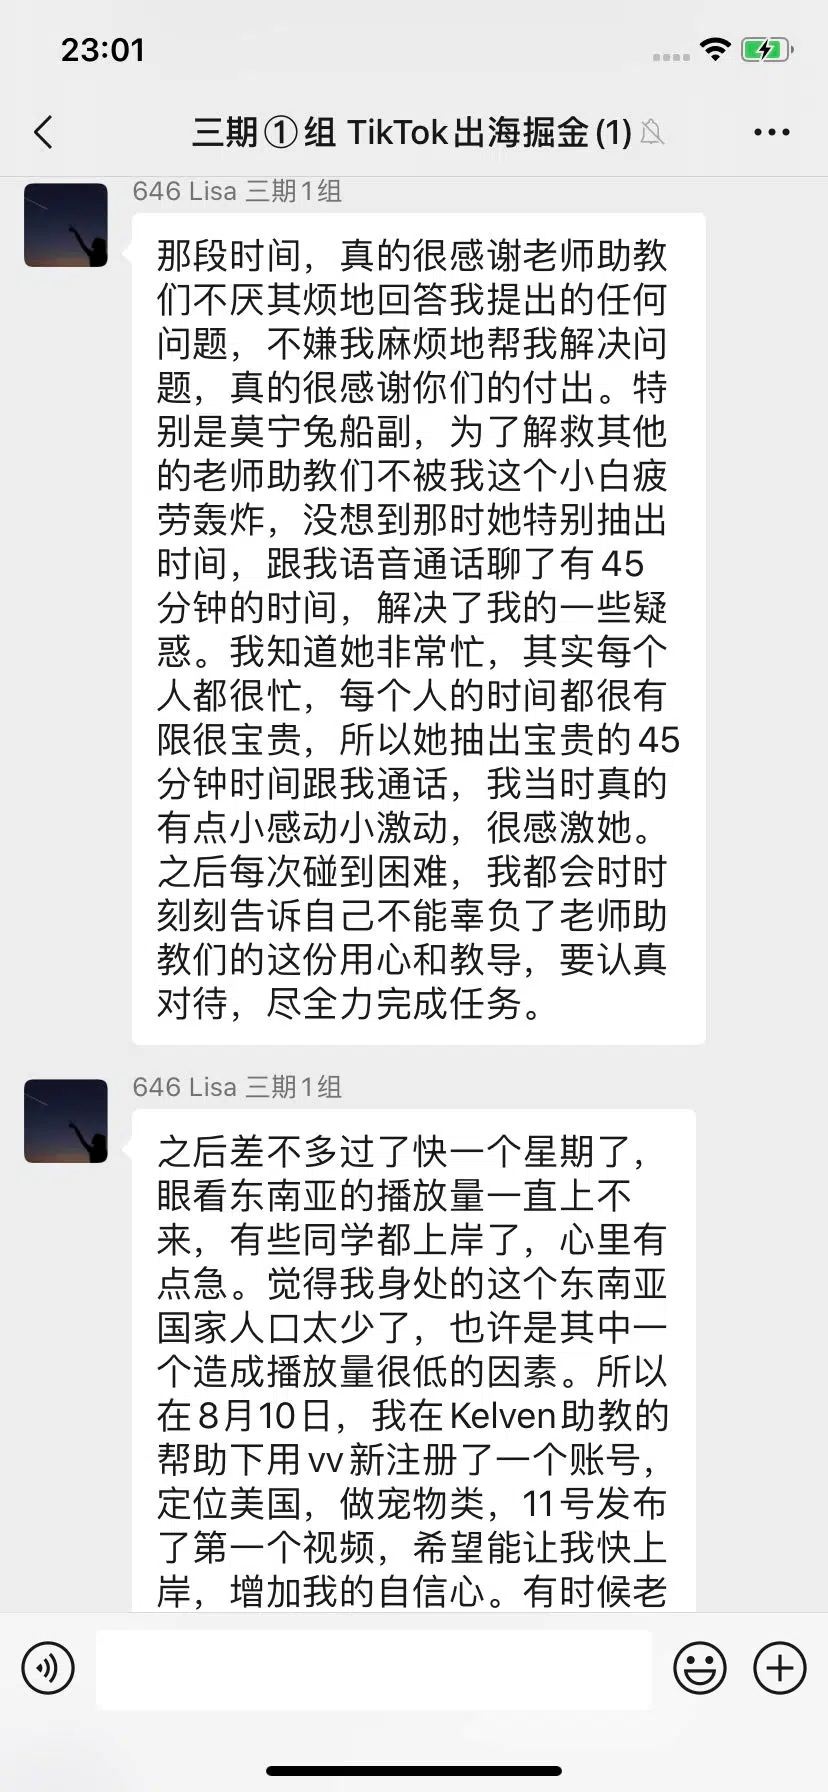 23:01
三期①组 TikTok出海掘金(1)
646 Lisa 三期1组
那段时间，真的很感谢老师助教
们不厌其烦地回答我提出的任何
问题，不嫌我麻烦地帮我解决问
题，真的很感谢你们的付出。特
别是莫宁兔船副，为了解救其他
的老师助教们不被我这个小白疲
劳轰炸，没想到那时她特别抽出
时间，跟我语音通话聊了有45
分钟的时间，解决了我的一些疑
惑。我知道她非常忙，其实每个
人都很忙，每个人的时间都很有
限很宝贵，所以她抽出宝贵的45
分钟时间跟我通话，我当时真的
有点小感动小激动，很感激她。
之后每次碰到困难，我都会时时
刻刻告诉自己不能辜负了老师助
教们的这份用心和教导，要认真
对待，尽全力完成任务。
646 Lisa 三期1组
之后差不多过了快一个星期了，
眼看东南亚的播放量一直上不
来，有些同学都上岸了，心里有
点急。觉得我身处的这个东南亚
国家人口太少了，也许是其中一
个造成播放量很低的因素。所以
在8月10日，我在Kelven助教的
帮助下用vv新注册了一个账号，
定位美国，做宠物类，11号发布
了第一个视频，希望能让我快上
岸，增加我的自信心。有时候老